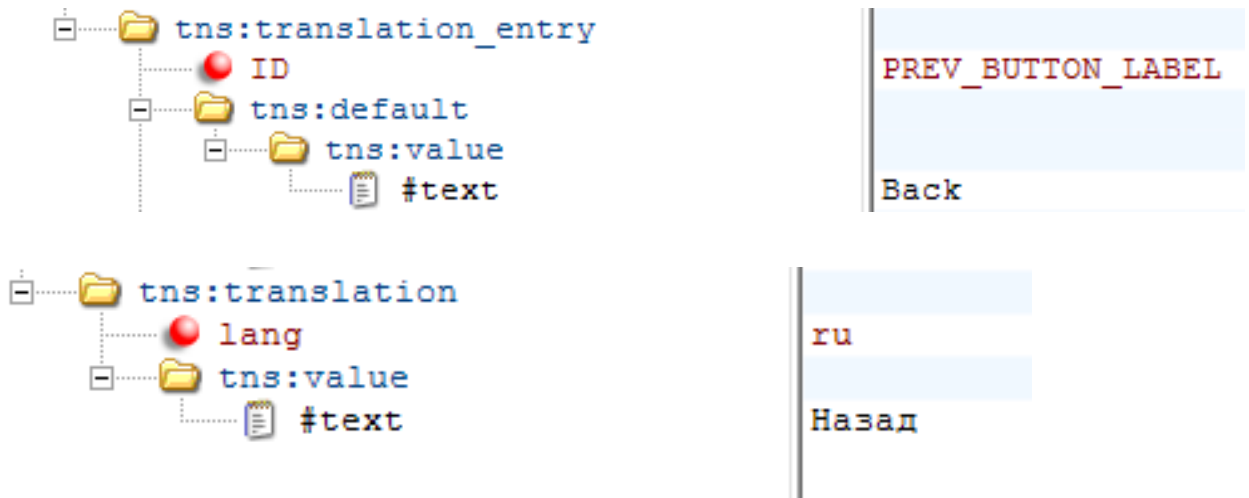 tns:translation_entry
ID PREV_BUTTON_LABEL
tns:default
tns:value
#text Back
tns:translation
lang ru
tns:value
#text Назад